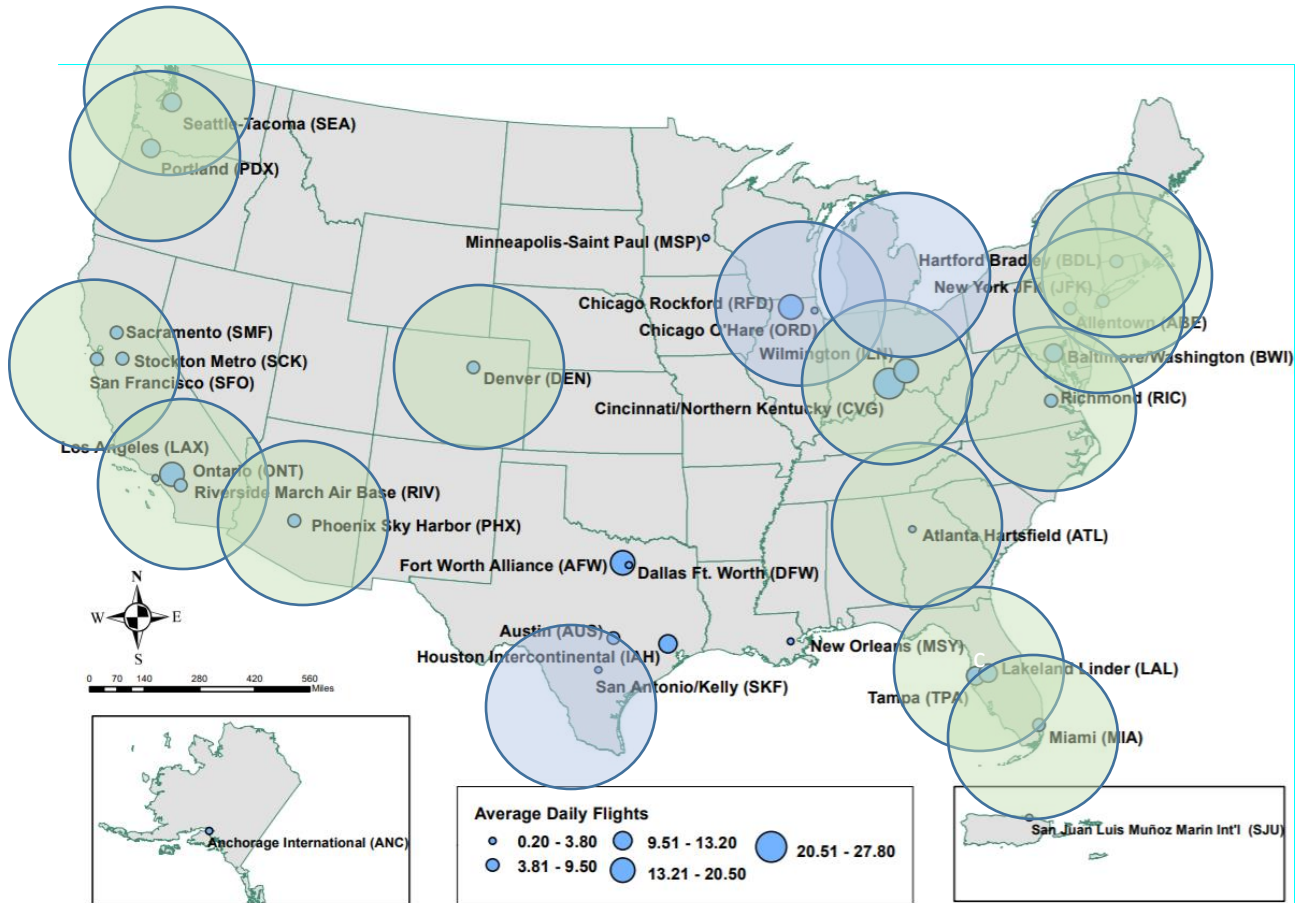 Seattle-Tacoma (SEA)
Portland (PDX)
Minneapolis-Saint Paul (MSP)
Hartford Bradley (BDL)
New York JFK (JFK)
Chicago Rockford (RFD)
Allentown (ABE)
Sacramento (SMF)
Chicago O'Hare (ORD)
Wilmington (ILN)
Baltimore/Washington (BWI)
Stockton Metro (SCK)
San Francisco (SFO)
Denver (DEN)
Richmond (RIC)
Cincinnati/Northern Kentucky (CVG)
Los Angeles (LAX)
Ontario (ONT)
Riverside March Air Base (RIV)
Phoenix Sky Harbor (PHX)
Atlanta Hartsfield (ATL)
Fort Worth Alliance (AFW)
Dallas Ft. Worth (DFW)
N
W E
S
Austin (AUS)
New Orleans (MSY)
Houston Intercontinental (IAH)
C
Lakeland Linder (LAL)
San Antonio/Kelly (SKF)
Tampa (TPA)
0 70 140 280 420 560
Miles
Miami (MIA)
Average Daily Flights
0.20 - 3.80
9.51 - 13.20
20.51 - 27.80
3.81 - 9.50
13.21 - 20.50
San Juan Luis Muñoz Marin Int'l (SJU)
Anchorage International (ANC)